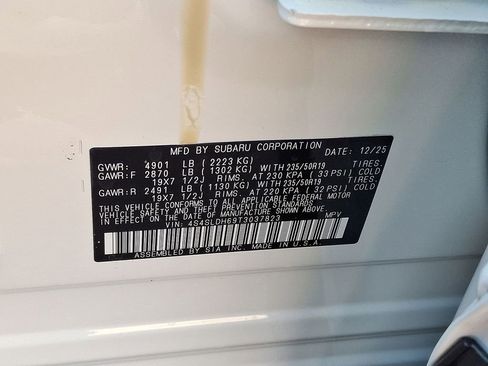 MFD BY SUBARU CORPORATION DATE: 12/25
GVWR: 4901 LB ( 2223 KG) TIRES.
GAWR: F 2870 LB ( 1302 KG) WITH 235/50R19
19X7 1/2J RIMS. AT 230 KPA ( 33 PSI) COLD
GAWR: R 2491 LB ( 1130 KG) WITH 235/50R19 TIRES.
19X7 1/2J RIMS. AT 220 KPA ( 32 PSI) COLD
THIS VEHICLE CONFORMS TO ALL APPLICABLE FEDERAL MOTOR
VEHICLE SAFETY AND THEFT PREVENTION STANDARDS
IN EFFECT ON THE DATE OF MANUFACTURE SHOWN ABOVE.
VIN: 4S4SLDH69T3037823 MPV
ASSEMBLED BY SIA INC. MADE IN U.S.A.